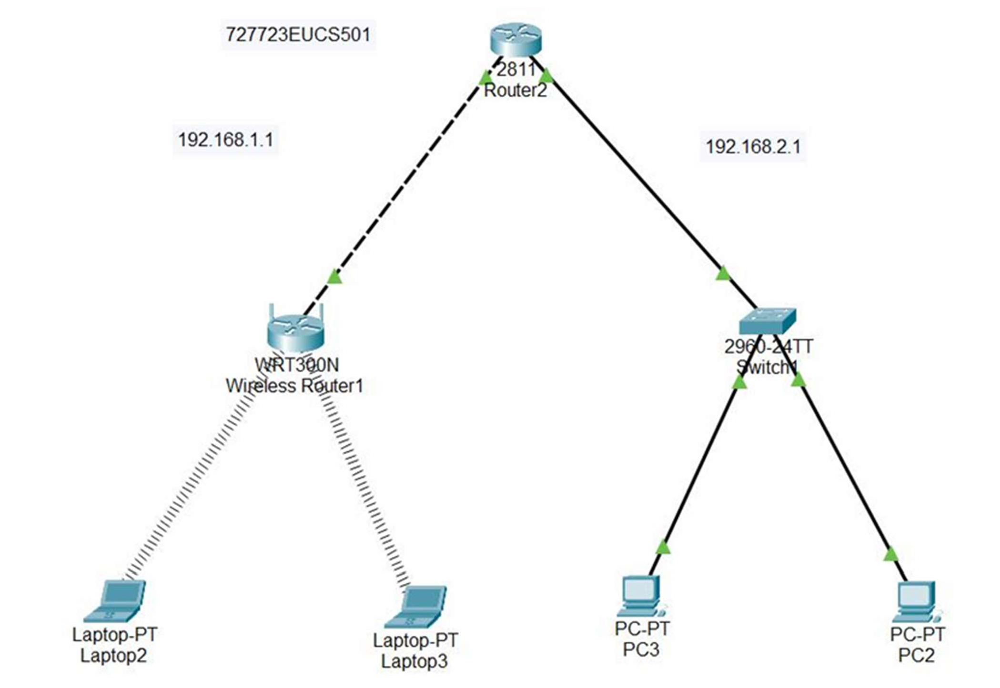 727723EUCS501
2811
Router2
192.168.1.1
192.168.2.1
WRT300N
Wireless Router1
2960-24TT
Switch1
Laptop-PT
Laptop2
Laptop-PT
Laptop3
PC-PT
PC3
PC-PT
PC2